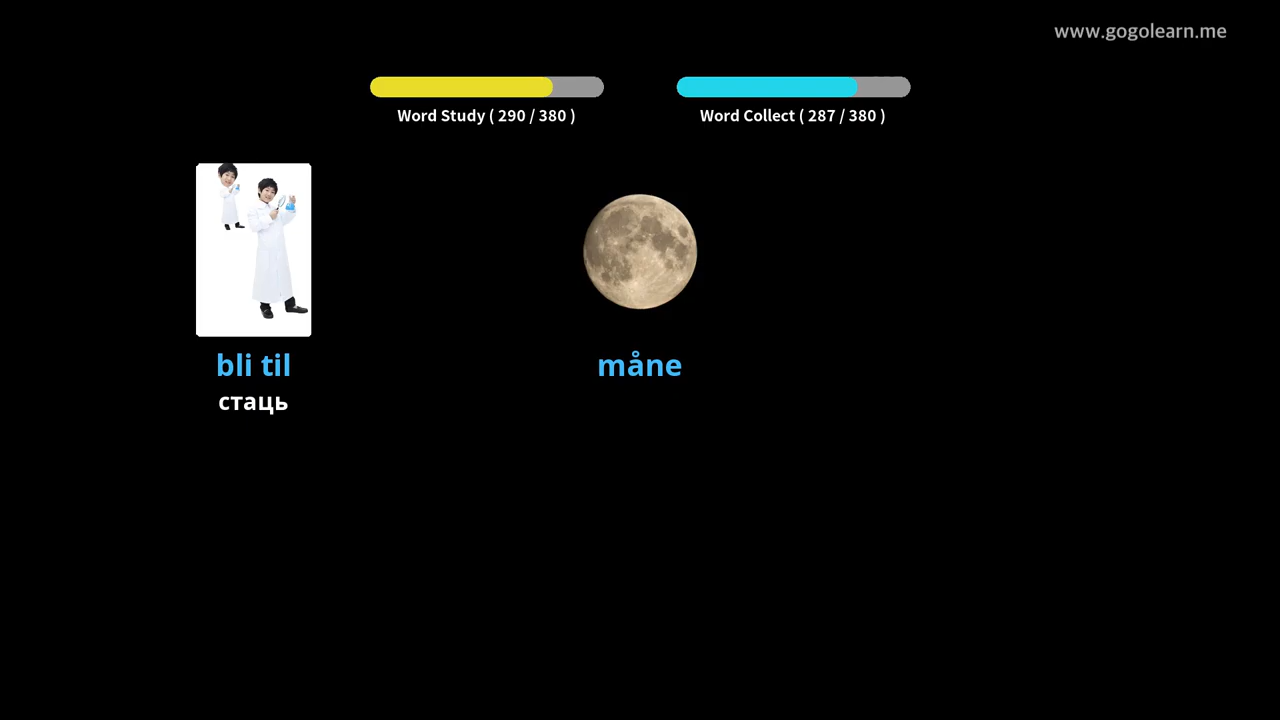 www.gogolearn.me
Word Study ( 290 / 380 )
Word Collect ( 287 / 380 )
bli til
стаць
måne